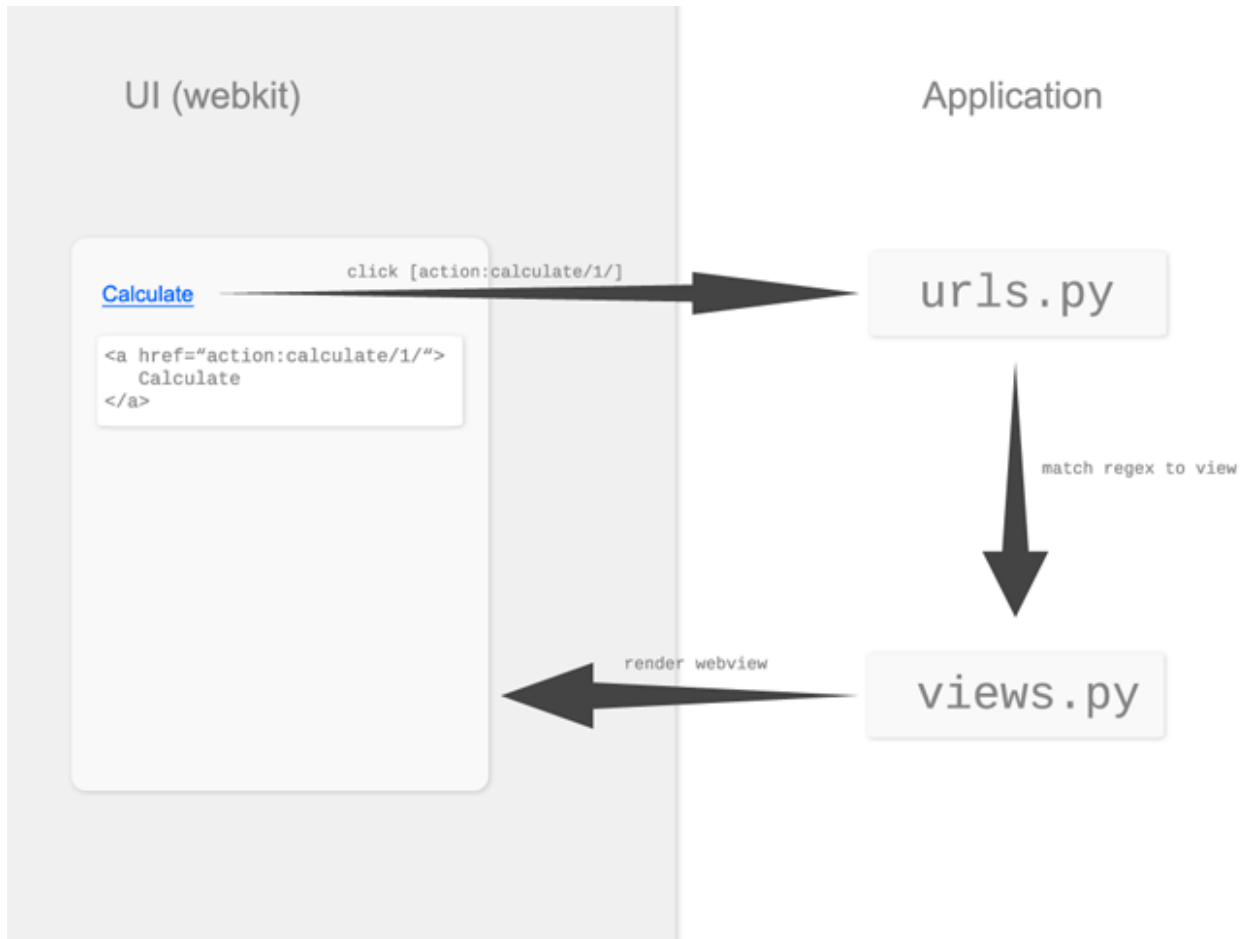 UI (webkit)
Application
click [action:calculate/1/]
Calculate
urls.py
<a href=“action:calculate/1/“>
Calculate
</a>
match regex to view
render webview
views.py